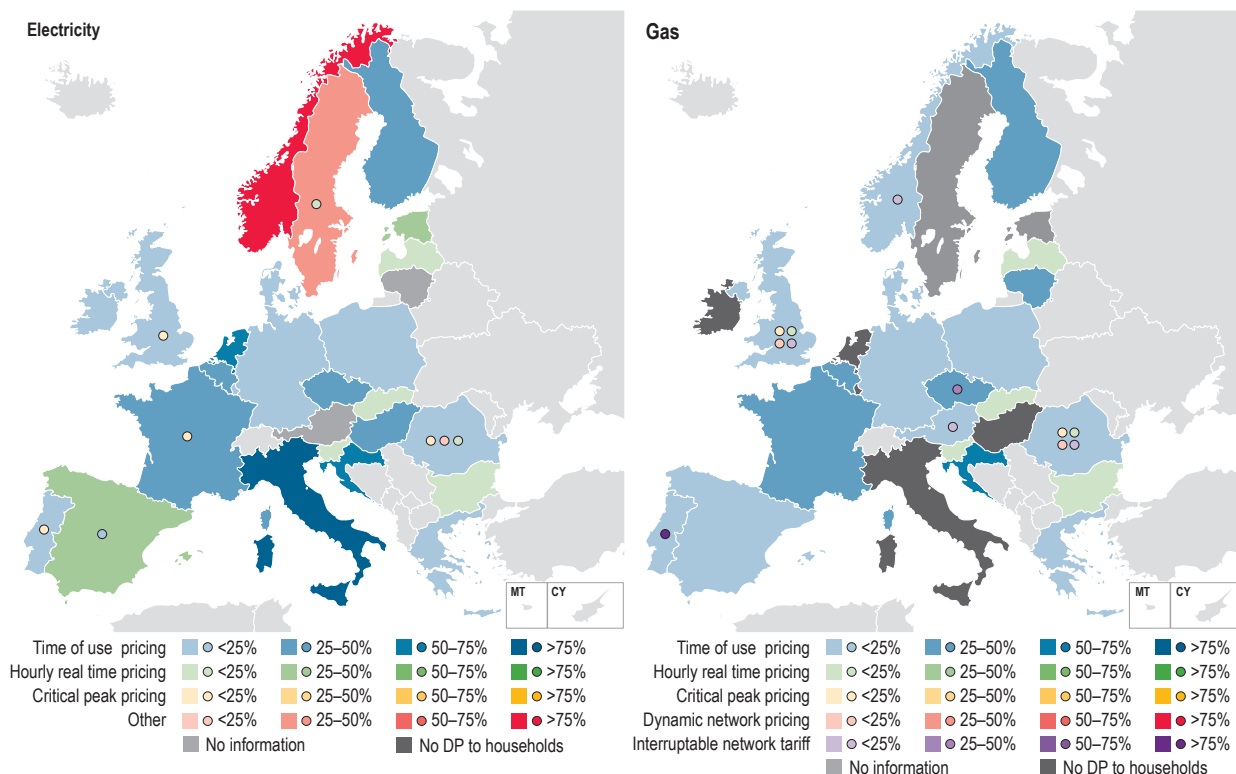 Electricity
MT
CY
Time of use pricing <25% 25–50% 50–75% >75%
Hourly real time pricing <25% 25–50% 50–75% >75%
Critical peak pricing <25% 25–50% 50–75% >75%
Other <25% 25–50% 50–75% >75%
No information No DP to households
Gas
MT
CY
Time of use pricing <25% 25–50% 50–75% >75%
Hourly real time pricing <25% 25–50% 50–75% >75%
Critical peak pricing <25% 25–50% 50–75% >75%
Dynamic network pricing <25% 25–50% 50–75% >75%
Interruptable network tariff <25% 25–50% 50–75% >75%
No information No DP to households